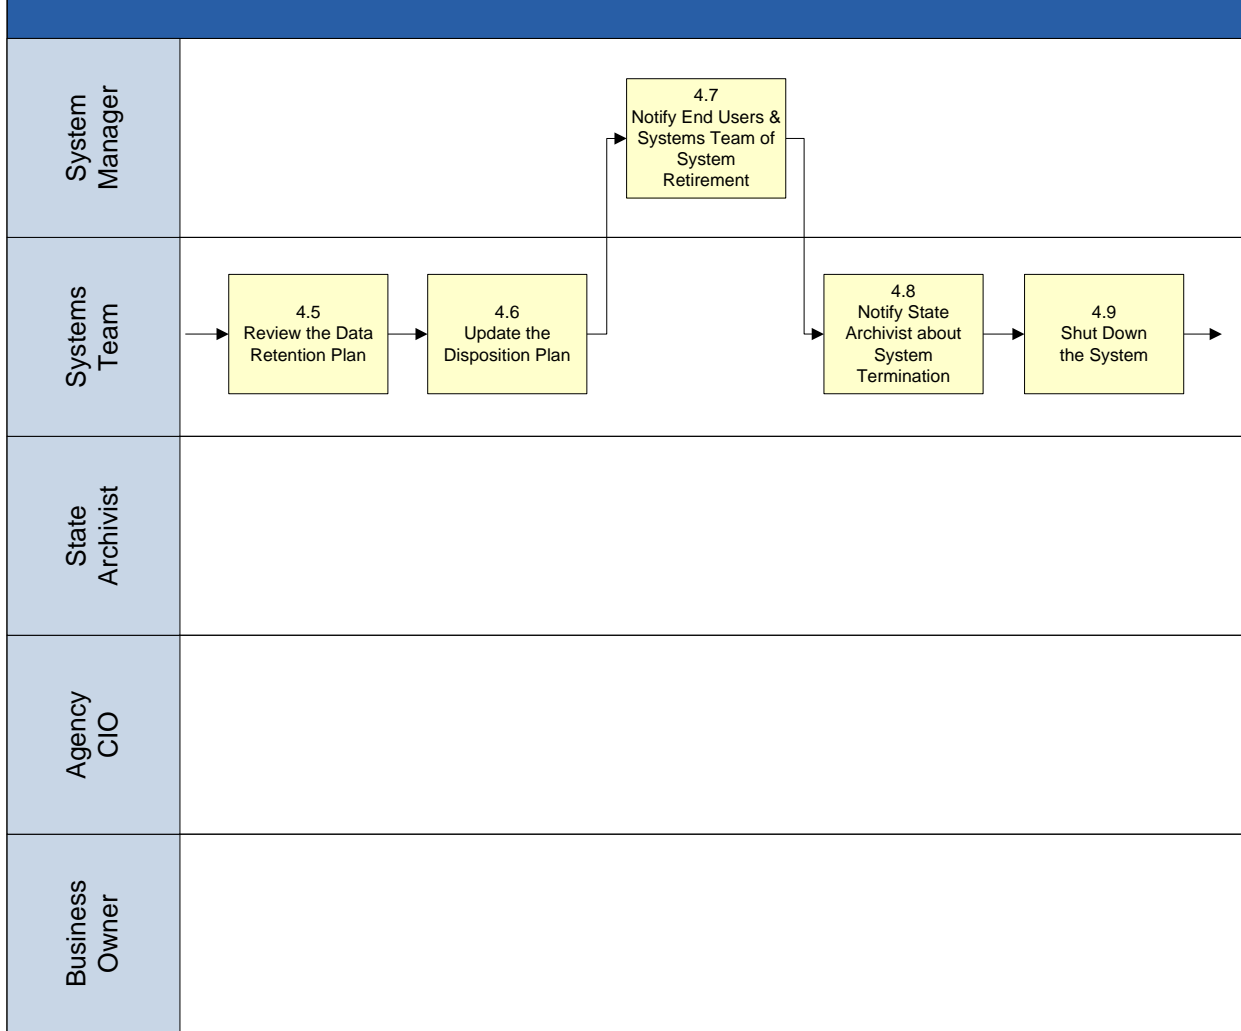 System
Manager
4.7
Notify End Users &
Systems Team of
System
Retirement
Systems
Team
4.5
Review the Data
Retention Plan
4.6
Update the
Disposition Plan
4.8
Notify State
Archivist about
System
Termination
4.9
Shut Down
the System
State
Archivist
Agency
CIO
Business
Owner